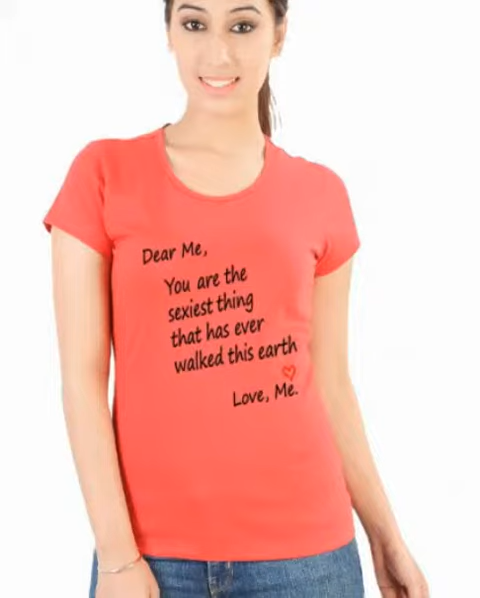 Dear Me,
You are the
sexiest thing
that has ever
walked this earth
Love, Me.